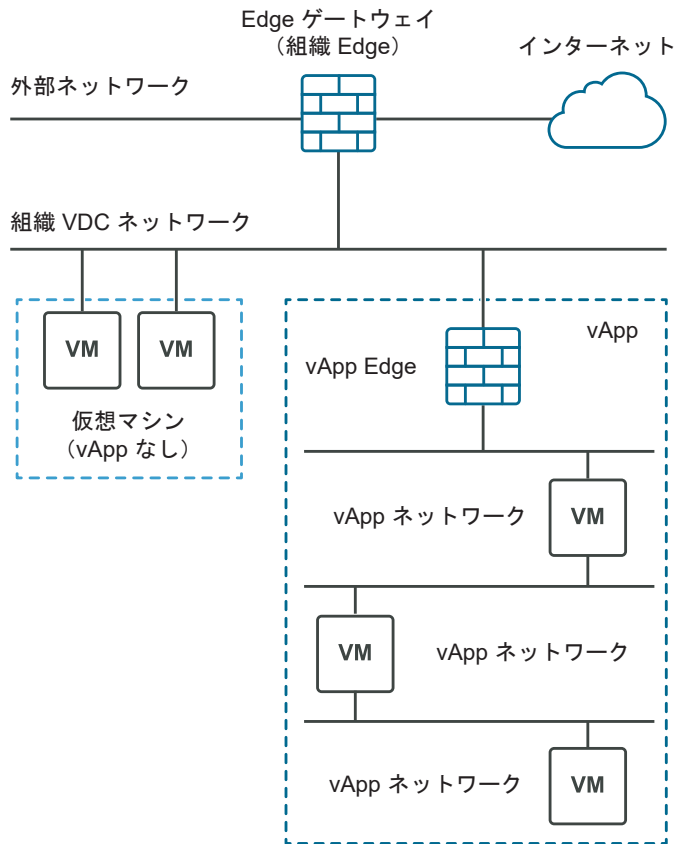 Edge ゲートウェイ
（組織 Edge）
インターネット
外部ネットワーク
組織 VDC ネットワーク
VM
VM
仮想マシン
（vApp なし）
vApp
vApp Edge
vApp ネットワーク
VM
VM
vApp ネットワーク
vApp ネットワーク
VM